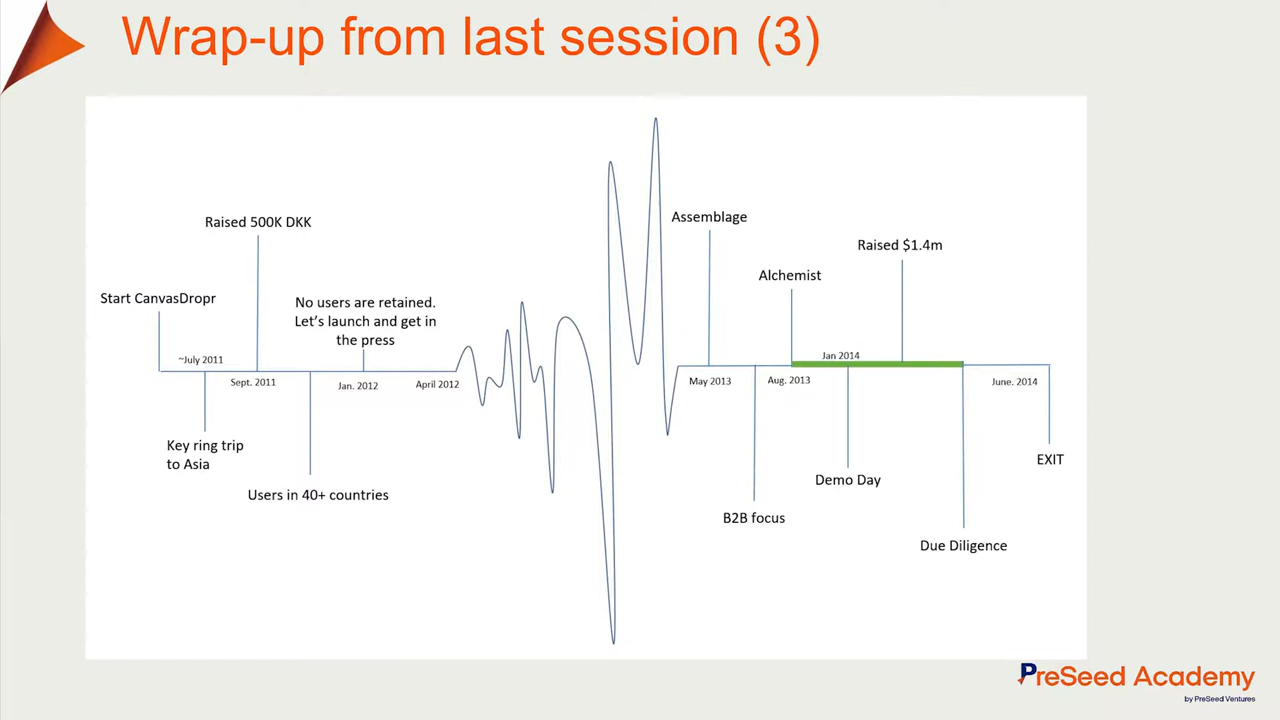 Wrap-up from last session (3)
Raised 500K DKK
Start CanvasDropr
No users are retained.
Let's launch and get in
the press
~July 2011
Sept. 2011
Jan. 2012
April 2012
Key ring trip
to Asia
Users in 40+ countries
Assemblage
Alchemist
Raised $1.4m
Jan 2014
May 2013
Aug. 2013
June. 2014
Demo Day
B2B focus
Due Diligence
EXIT
PreSeed Academy
by PreSeed Ventures